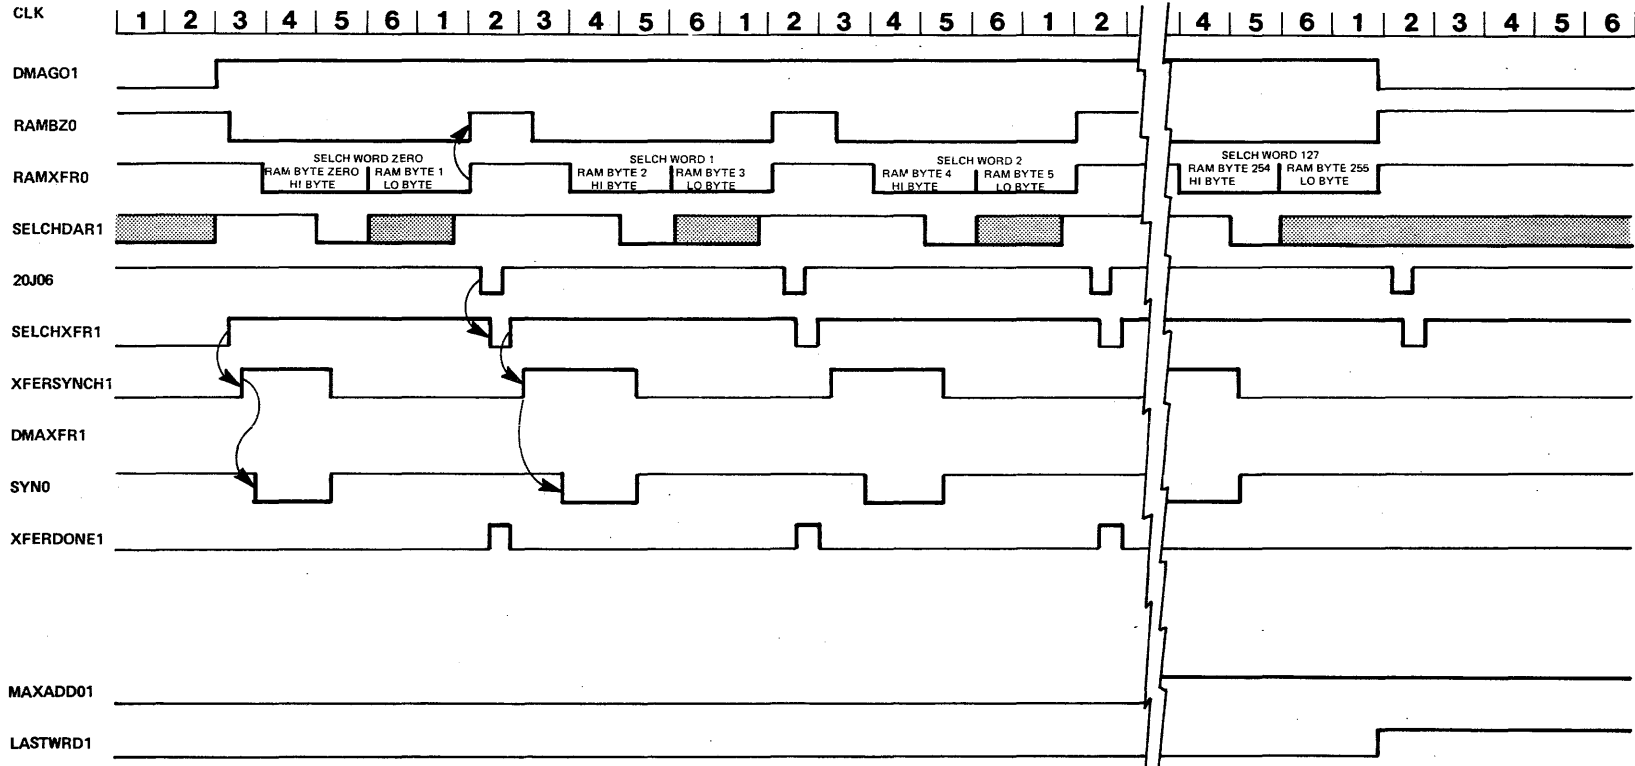 CLK
1 2 3 4 5 6 1 2 3 4 5 6 1 2 3 4 5 6 1 2 4 5 6 1 2 3 4 5 6
DMAGO1
RAMBZ0
RAMXFR0
SELCH WORD ZERO
RAM BYTE ZERO RAM BYTE 1
HI BYTE LO BYTE
SELCH WORD 1
RAM BYTE 2 RAM BYTE 3
HI BYTE LO BYTE
SELCH WORD 2
RAM BYTE 4 RAM BYTE 5
HI BYTE LO BYTE
SELCH WORD 127
RAM BYTE 254 RAM BYTE 255
HI BYTE LO BYTE
SELCHDAR1
20J06
SELCHXFR1
XFERSYNCH1
DMAXFR1
SYN0
XFERDONE1
MAXADD01
LASTWRD1